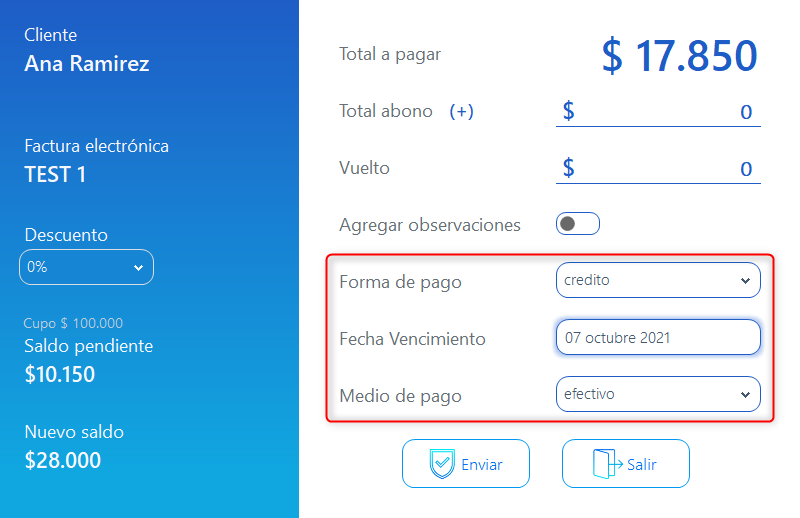 Cliente
Ana Ramirez
Factura electrónica
TEST 1
Descuento
0%
Cupo $ 100.000
Saldo pendiente
$10.150
Nuevo saldo
$28.000
Total a pagar $ 17.850
Total abono (+) $ 0
Vuelto $ 0
Agregar observaciones
Forma de pago credito
Fecha Vencimiento 07 octubre 2021
Medio de pago efectivo
Enviar Salir